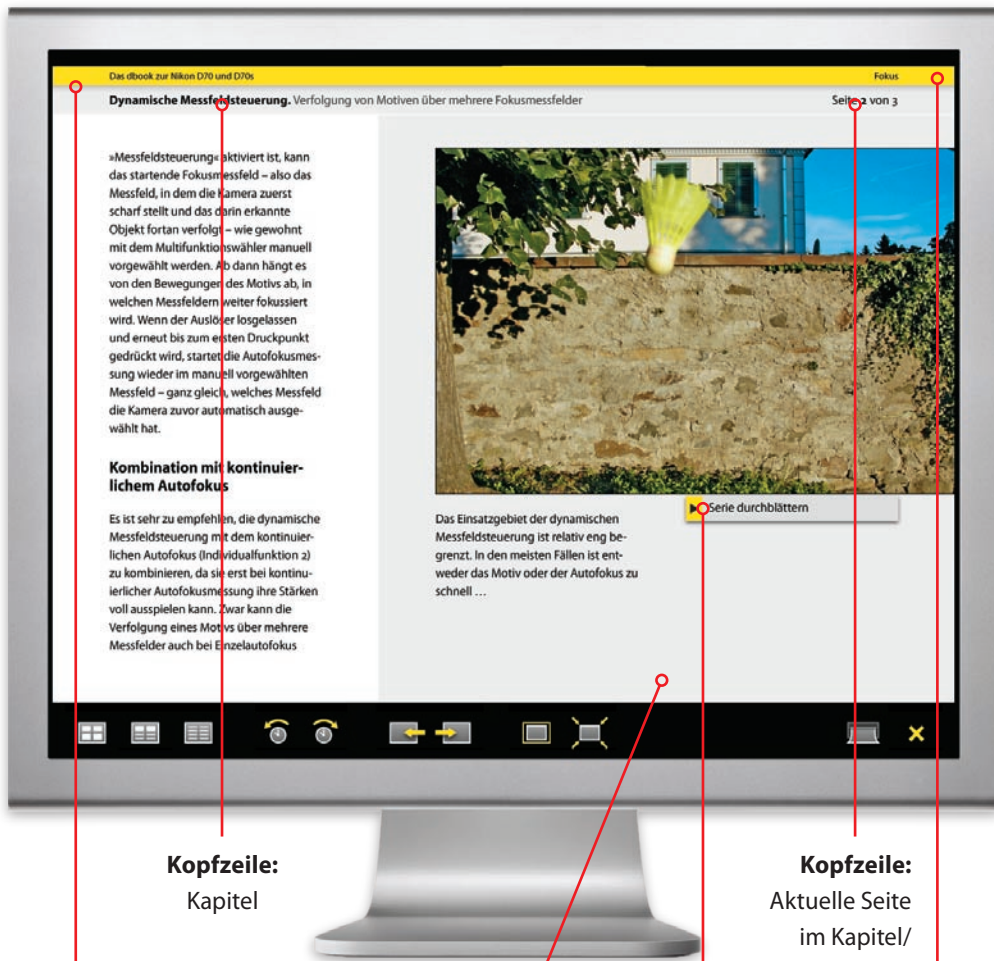 Das dbook zur Nikon D70 und D70s
Fokus
Dynamische Messfeldsteuerung. Verfolgung von Motiven über mehrere Fokusmessfelder
Seite 2 von 3
»Messfeldsteuerung« aktiviert ist, kann
das startende Fokusmessfeld – also das
Messfeld, in dem die Kamera zuerst
scharf stellt und das darin erkannte
Objekt fortan verfolgt – wie gewohnt
mit dem Multifunktionswähler manuell
vorgewählt werden. Ab dann hängt es
von den Bewegungen des Motivs ab, in
welchen Messfeldern weiter fokussiert
wird. Wenn der Auslöser losgelassen
und erneut bis zum ersten Druckpunkt
gedrückt wird, startet die Autofokusmes-
sung wieder im manuell vorgewählten
Messfeld – ganz gleich, welches Messfeld
die Kamera zuvor automatisch ausge-
wählt hat.
Kombination mit kontinuier-
lichem Autofokus
Es ist sehr zu empfehlen, die dynamische
Messfeldsteuerung mit dem kontinuier-
lichen Autofokus (Individualfunktion 2)
zu kombinieren, da sie erst bei kontinu-
ierlicher Autofokusmessung ihre Stärken
voll ausspielen kann. Zwar kann die
Verfolgung eines Motivs über mehrere
Messfelder auch bei Einzelautofokus
Serie durchblättern
Das Einsatzgebiet der dynamischen
Messfeldsteuerung ist relativ eng be-
grenzt. In den meisten Fällen ist ent-
weder das Motiv oder der Autofokus zu
schnell …
Kopfzeile:
Kapitel
Kopfzeile:
Aktuelle Seite
im Kapitel/